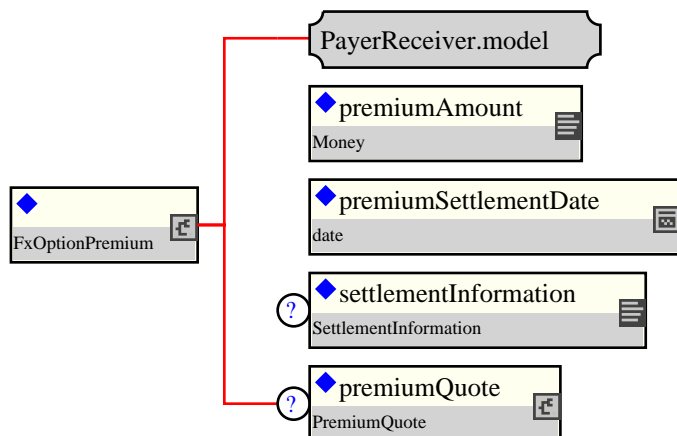 PayerReceiver.model
premiumAmount
Money
premiumSettlementDate
date
FxOptionPremium
?
settlementInformation
SettlementInformation
?
premiumQuote
PremiumQuote